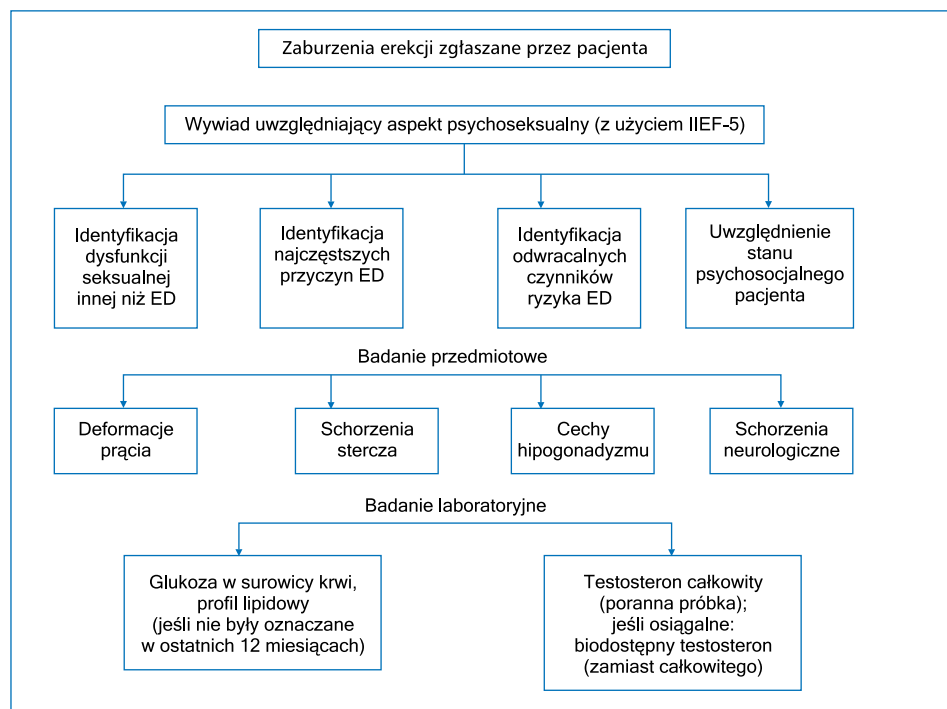 Zaburzenia erekcji zgłaszane przez pacjenta
Wywiad uwzględniający aspekt psychoseksualny (z użyciem IIEF-5)
Identyfikacja
dysfunkcji
seksualnej
innej niż ED
Identyfikacja
najczęstszych
przyczyn ED
Identyfikacja
odwracalnych
czynników
ryzyka ED
Uwzględnienie
stanu
psychosocjalnego
pacjenta
Badanie przedmiotowe
Deformacje
prącia
Schorzenia
stercza
Cechy
hipogonadyzmu
Schorzenia
neurologiczne
Badanie laboratoryjne
Glukoza w surowicy krwi,
profil lipidowy
(jeśli nie były oznaczane
w ostatnich 12 miesiącach)
Testosteron całkowity
(poranna próbka);
jeśli osiągalne:
biodostępny testosteron
(zamiast całkowitego)